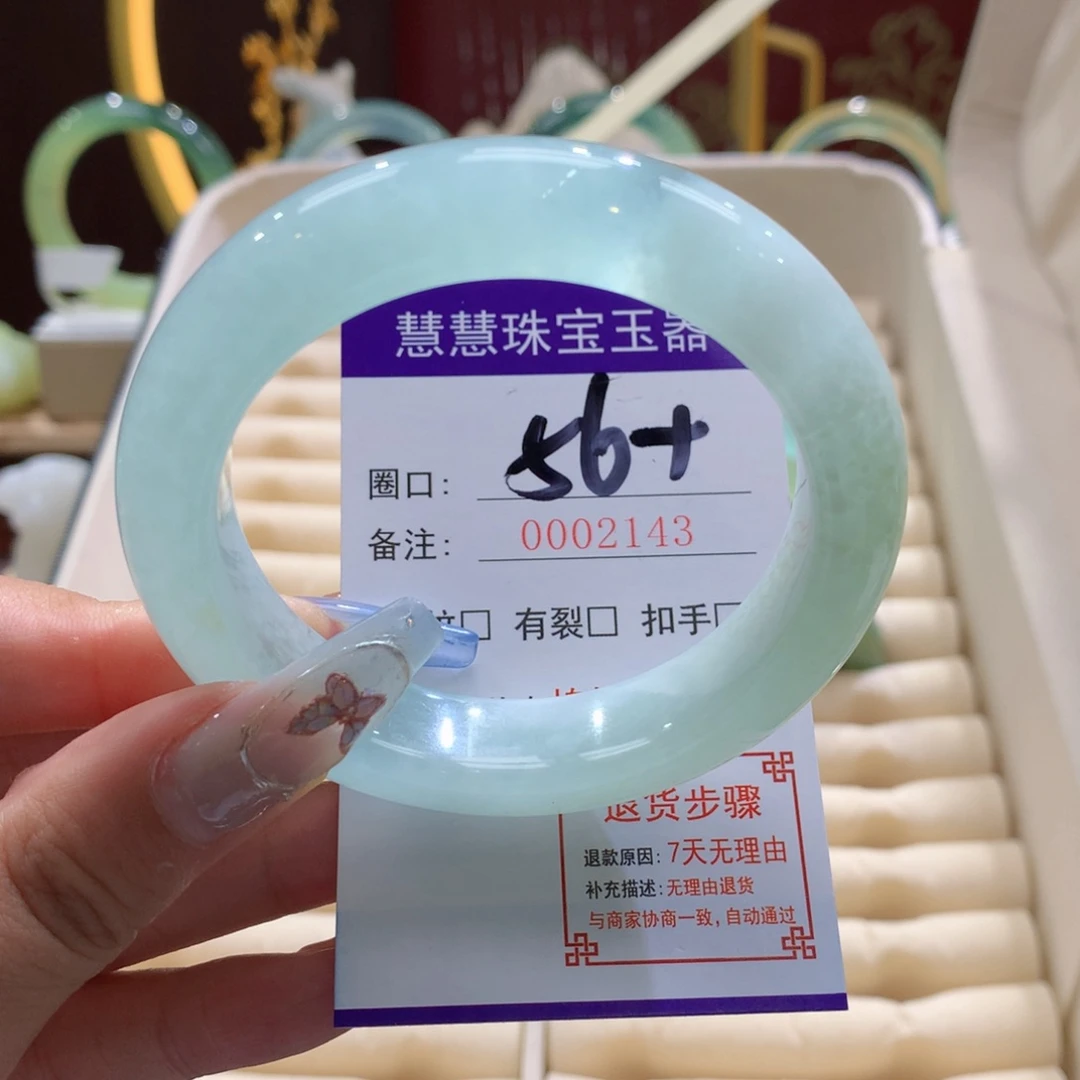 慧慧珠宝玉器
56+
圈口：
备注： 0002143
纹□ 有裂□ 扣手□
退货步骤
退款原因：7天无理由
补充描述：无理由退货
与商家协商一致，自动通过